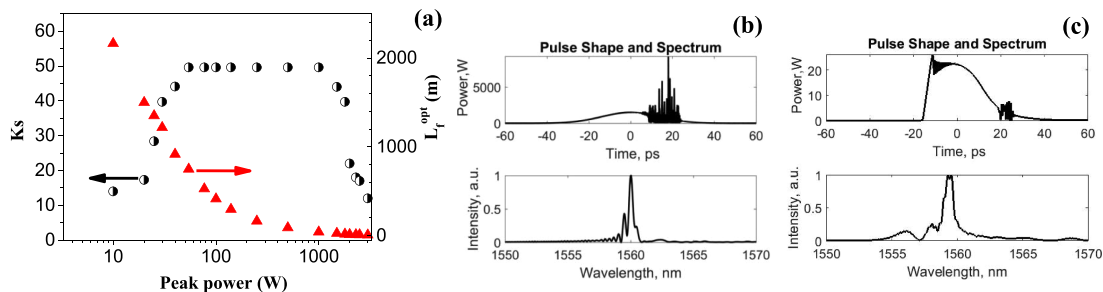 (a)
Ks
60
50
40
30
20
10
0
2000
1000
0
L_f^opt (m)
10
100
1000
Peak power (W)
(b)
Pulse Shape and Spectrum
Power,W
5000
0
-60 -40 -20 0 20 40 60
Time, ps
Intensity, a.u.
1
0.5
0
1550 1555 1560 1565 1570
Wavelength, nm
(c)
Pulse Shape and Spectrum
Power,W
20
10
0
-60 -40 -20 0 20 40 60
Time, ps
Intensity, a.u.
1
0.5
0
1550 1555 1560 1565 1570
Wavelength, nm